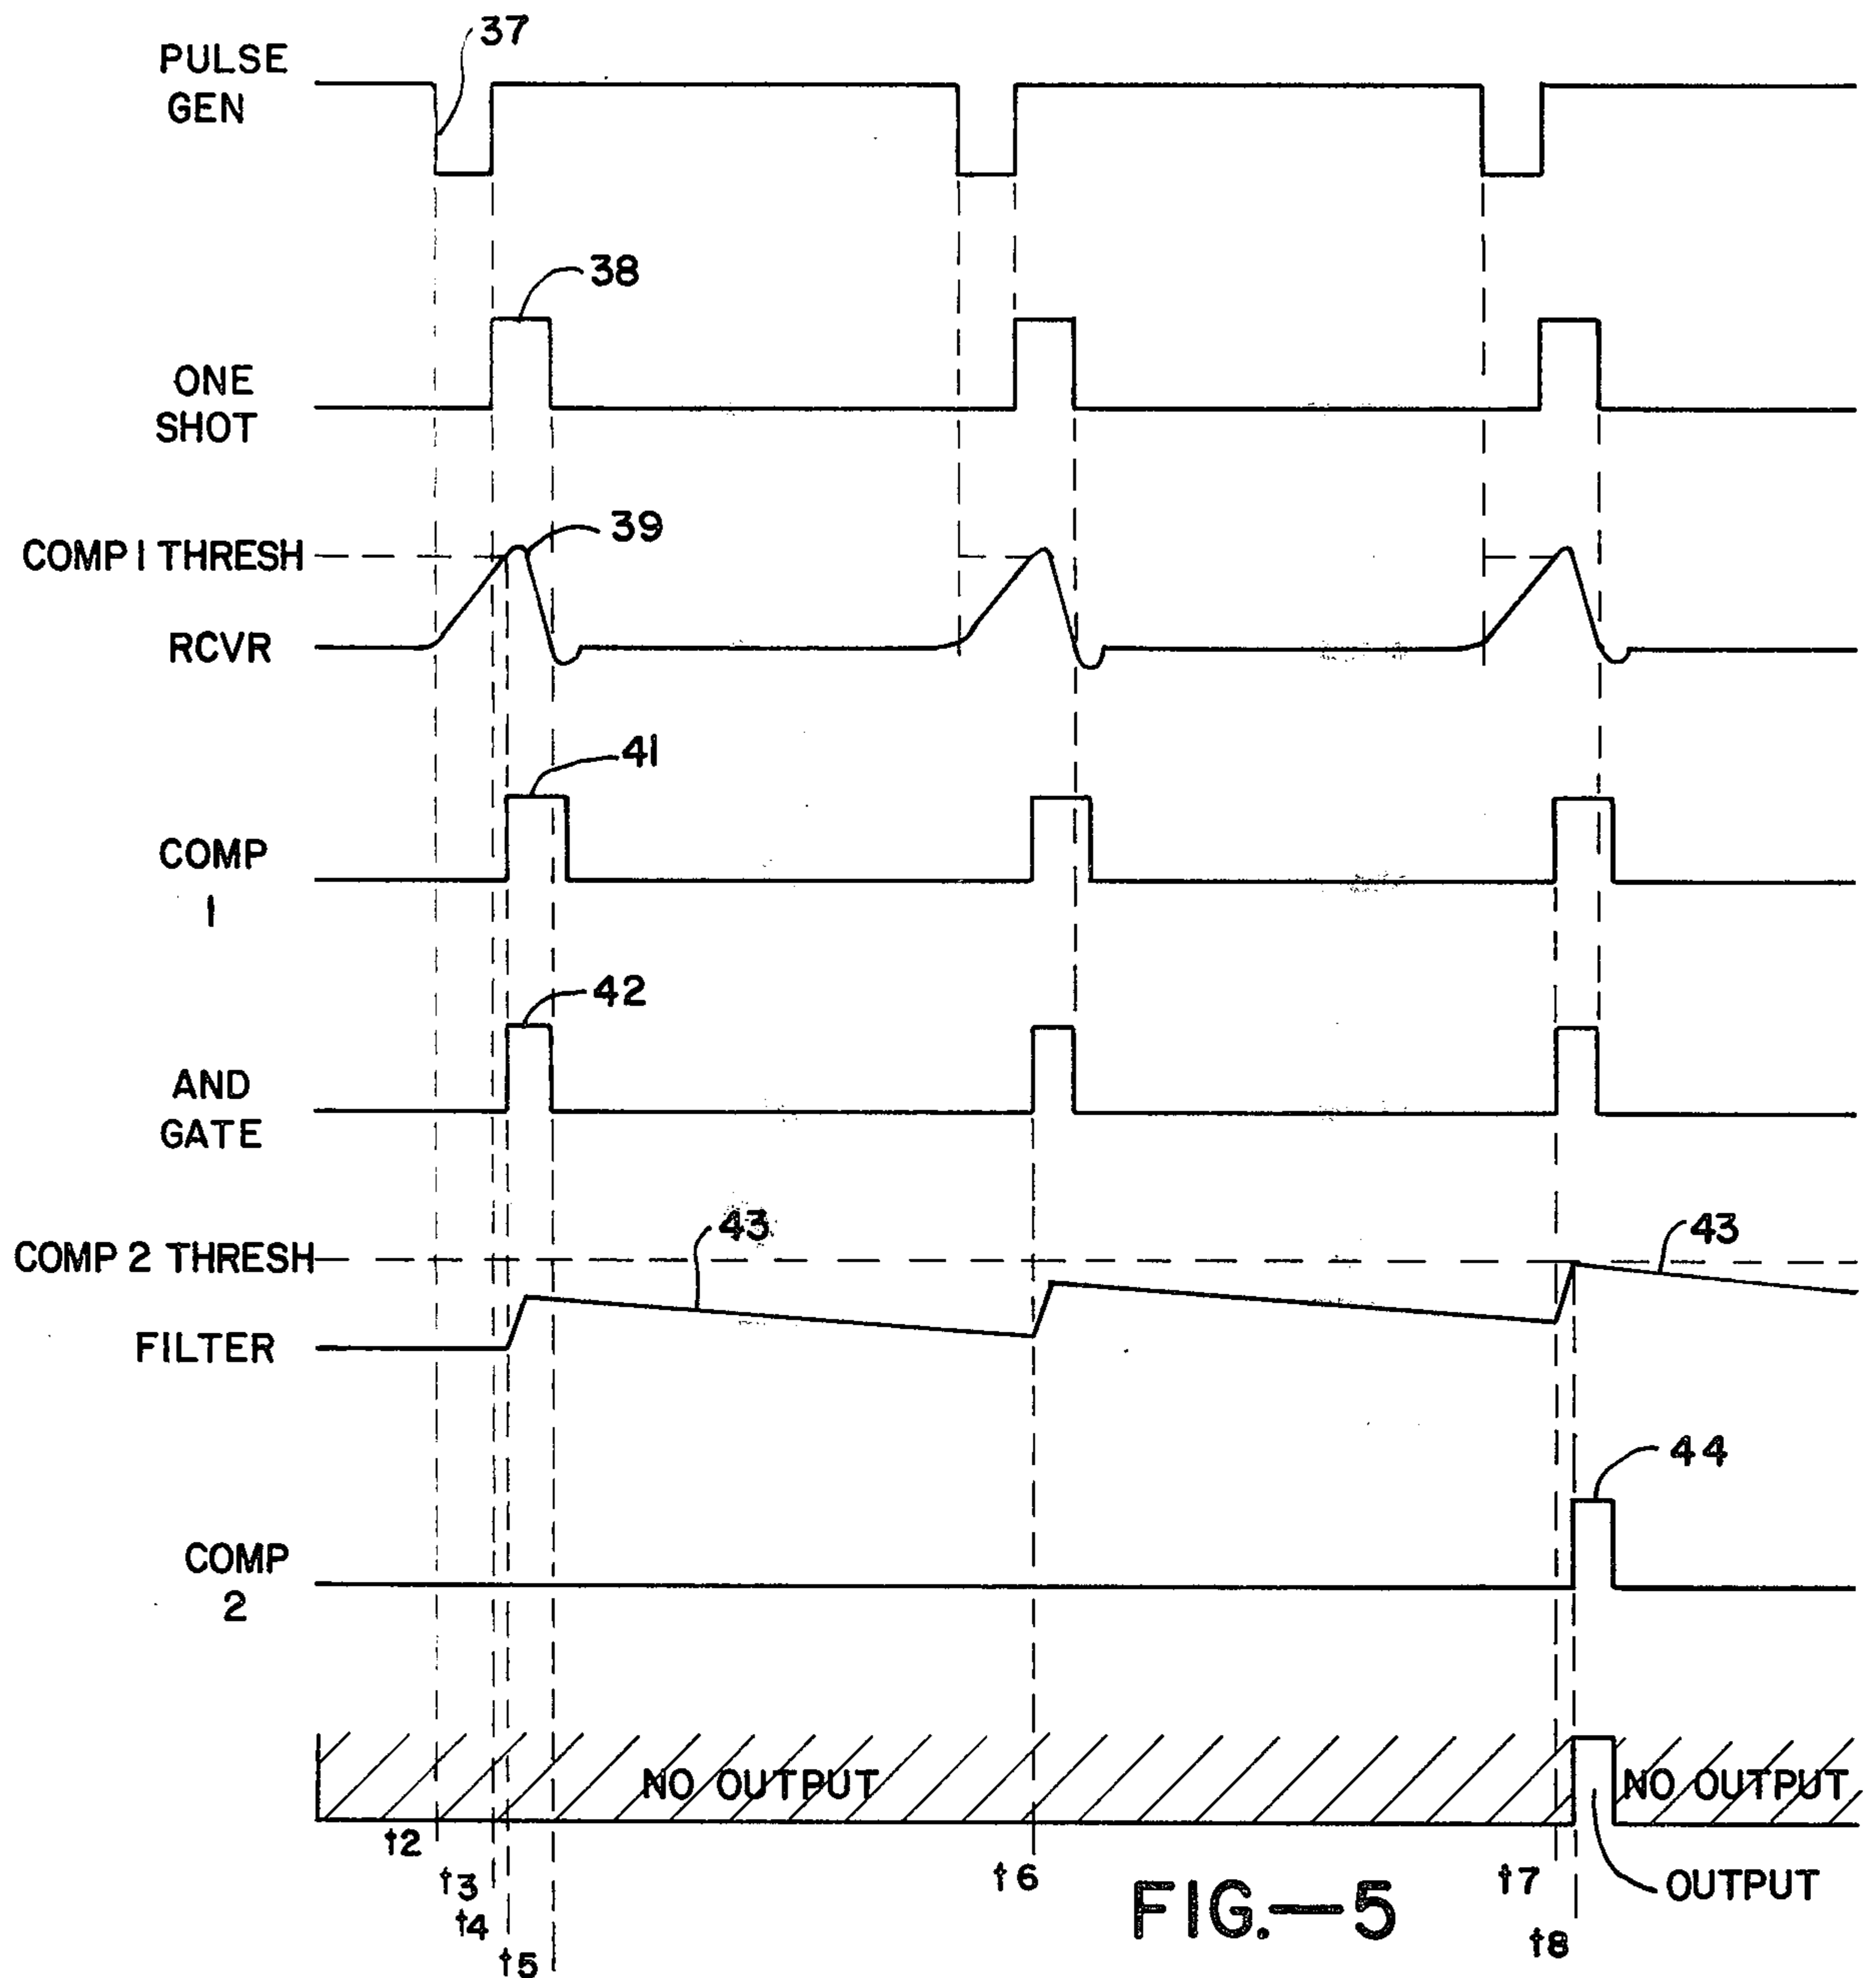 37
PULSE
GEN
38
ONE
SHOT
39
COMP 1 THRESH
RCVR
41
COMP
1
42
AND
GATE
43
43
COMP 2 THRESH
FILTER
44
COMP
2
NO OUTPUT
NO OUTPUT
t2
t3
t4
t5
t6
t7
t8
OUTPUT
FIG.—5